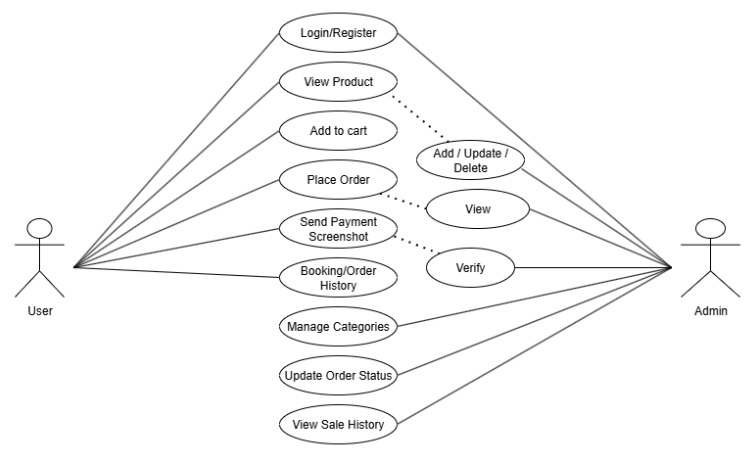 Login/Register
View Product
Add to cart
Add / Update /
Delete
Place Order
View
Send Payment
Screenshot
Verify
Booking/Order
History
User
Admin
Manage Categories
Update Order Status
View Sale History